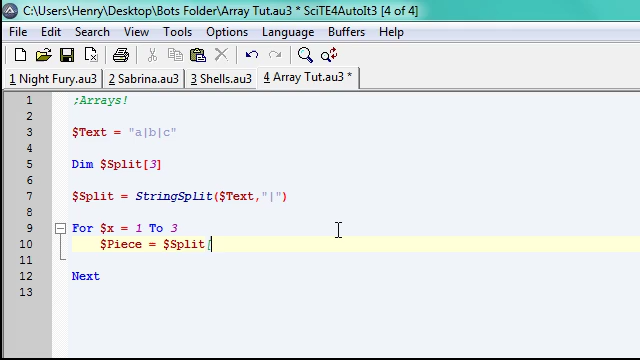 C:\Users\Henry\Desktop\Bots Folder\Array Tut.au3 * SciTE4AutoIt3 [4 of 4]
File Edit Search View Tools Options Language Buffers Help
1 Night Fury.au3 2 Sabrina.au3 3 Shells.au3 4 Array Tut.au3 *
1 ;Arrays!
2
3 $Text = "a|b|c"
4
5 Dim $Split[3]
6
7 $Split = StringSplit($Text,"|")
8
9 For $x = 1 To 3
10 $Piece = $Split[
11
12 Next
13